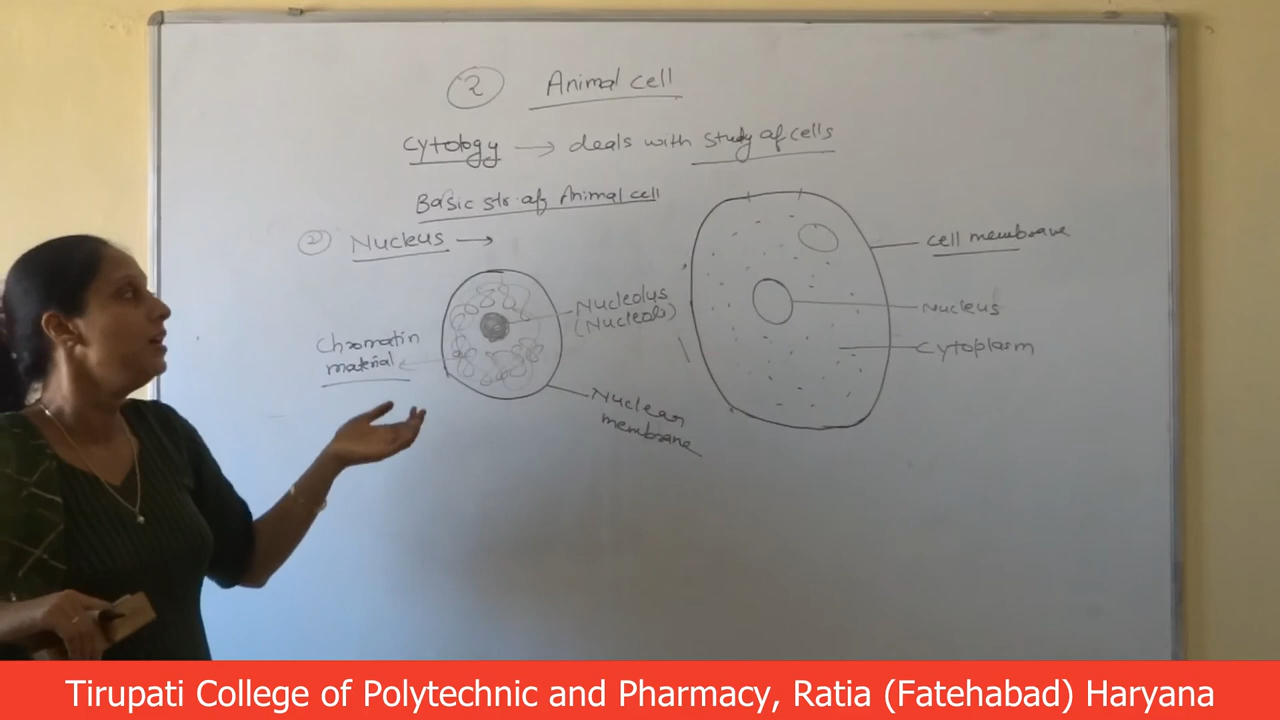 2 Animal cell
Cytology → deals with study of cells
Basic str. of Animal cell
2) Nucleus →
cell membrane
Nucleolus
(Nucleoli)
Nucleus
Chromatin
material
Cytoplasm
Nuclear
membrane
Tirupati College of Polytechnic and Pharmacy, Ratia (Fatehabad) Haryana